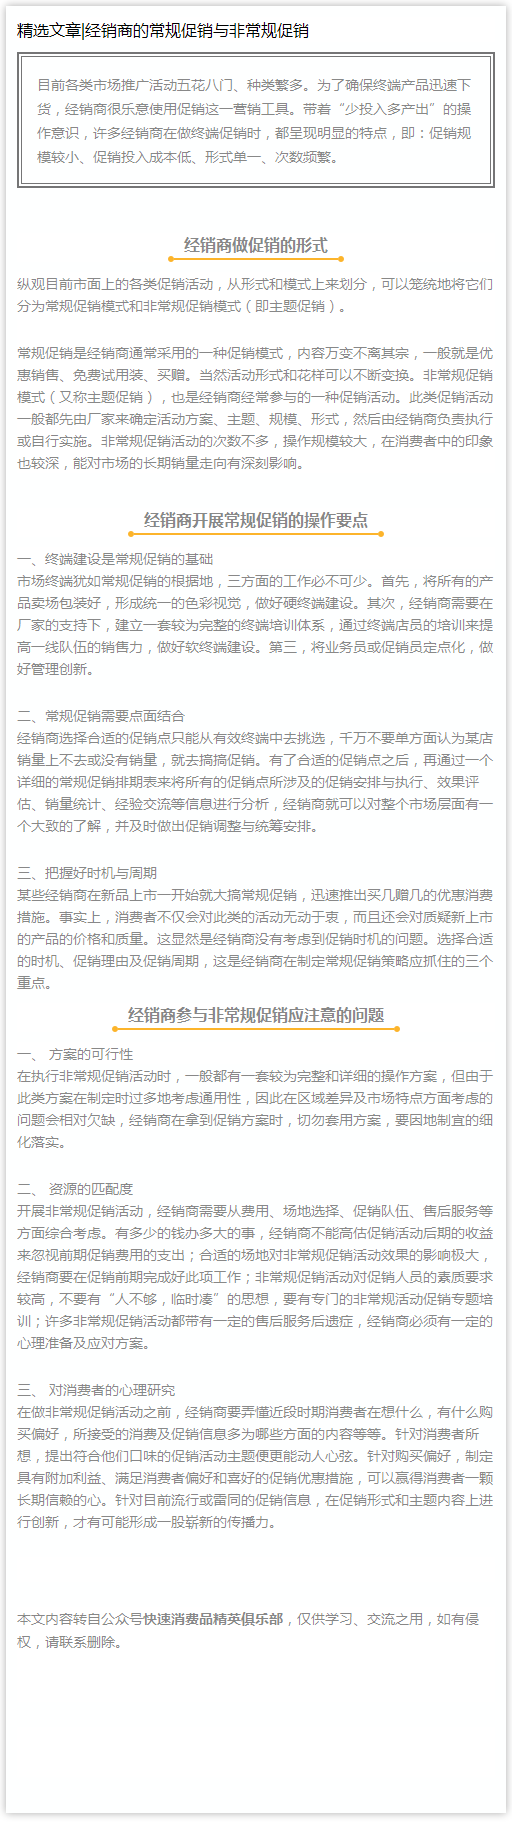 精选文章|经销商的常规促销与非常规促销
目前各类市场推广活动五花八门、种类繁多。为了确保终端产品迅速下
货，经销商很乐意使用促销这一营销工具。带着“少投入多产出”的操
作意识，许多经销商在做终端促销时，都呈现明显的特点，即：促销规
模较小、促销投入成本低、形式单一、次数频繁。
经销商做促销的形式
纵观目前市面上的各类促销活动，从形式和模式上来划分，可以笼统地将它们
分为常规促销模式和非常规促销模式（即主题促销）。
常规促销是经销商通常采用的一种促销模式，内容万变不离其宗，一般就是优
惠销售、免费试用装、买赠。当然活动形式和花样可以不断变换。非常规促销
模式（又称主题促销），也是经销商经常参与的一种促销活动。此类促销活动
一般都先由厂家来确定活动方案、主题、规模、形式，然后由经销商负责执行
或自行实施。非常规促销活动的次数不多，操作规模较大，在消费者中的印象
也较深，能对市场的长期销量走向有深刻影响。
经销商开展常规促销的操作要点
一、终端建设是常规促销的基础
市场终端犹如常规促销的根据地，三方面的工作必不可少。首先，将所有的产
品卖场包装好，形成统一的色彩视觉，做好硬终端建设。其次，经销商需要在
厂家的支持下，建立一套较为完整的终端培训体系，通过终端店员的培训来提
高一线队伍的销售力，做好软终端建设。第三，将业务员或促销员定点化，做
好管理创新。
二、常规促销需要点面结合
经销商选择合适的促销点只能从有效终端中去挑选，千万不要单方面认为某店
销量上不去或没有销量，就去搞搞促销。有了合适的促销点之后，再通过一个
详细的常规促销排期表来将所有的促销点所涉及的促销安排与执行、效果评
估、销量统计、经验交流等信息进行分析，经销商就可以对整个市场层面有一
个大致的了解，并及时做出促销调整与统筹安排。
三、把握好时机与周期
某些经销商在新品上市一开始就大搞常规促销，迅速推出买几赠几的优惠消费
措施。事实上，消费者不仅会对此类的活动无动于衷，而且还会对质疑新上市
的产品的价格和质量。这显然是经销商没有考虑到促销时机的问题。选择合适
的时机、促销理由及促销周期，这是经销商在制定常规促销策略应抓住的三个
重点。
经销商参与非常规促销应注意的问题
一、 方案的可行性
在执行非常规促销活动时，一般都有一套较为完整和详细的操作方案，但由于
此类方案在制定时过多地考虑通用性，因此在区域差异及市场特点方面考虑的
问题会相对欠缺，经销商在拿到促销方案时，切勿套用方案，要因地制宜的细
化落实。
二、 资源的匹配度
开展非常规促销活动，经销商需要从费用、场地选择、促销队伍、售后服务等
方面综合考虑。有多少的钱办多大的事，经销商不能高估促销活动后期的收益
来忽视前期促销费用的支出；合适的场地对非常规促销活动效果的影响极大，
经销商要在促销前期完成好此项工作；非常规促销活动对促销人员的素质要求
较高，不要有“人不够，临时凑”的思想，要有专门的非常规活动促销专题培
训；许多非常规促销活动都带有一定的售后服务后遗症，经销商必须有一定的
心理准备及应对方案。
三、 对消费者的心理研究
在做非常规促销活动之前，经销商要弄懂近段时期消费者在想什么，有什么购
买偏好，所接受的消费及促销信息多为哪些方面的内容等等。针对消费者所
想，提出符合他们口味的促销活动主题便更能动人心弦。针对购买偏好，制定
具有附加利益、满足消费者偏好和喜好的促销优惠措施，可以赢得消费者一颗
长期信赖的心。针对目前流行或雷同的促销信息，在促销形式和主题内容上进
行创新，才有可能形成一股崭新的传播力。
本文内容转自公众号快速消费品精英俱乐部，仅供学习、交流之用，如有侵
权，请联系删除。